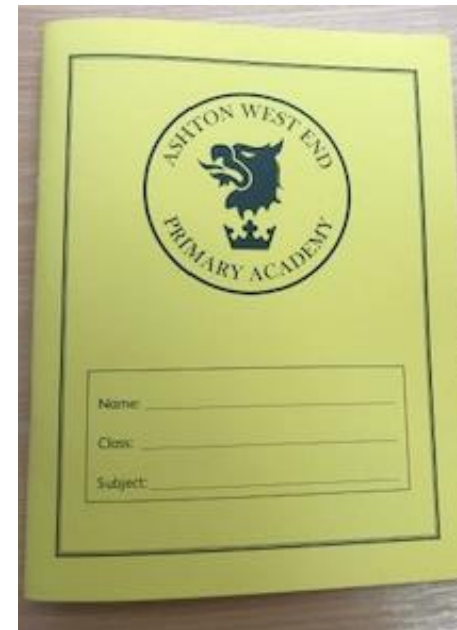 ASHTON WEST END
PRIMARY ACADEMY
Name:
Class:
Subject: